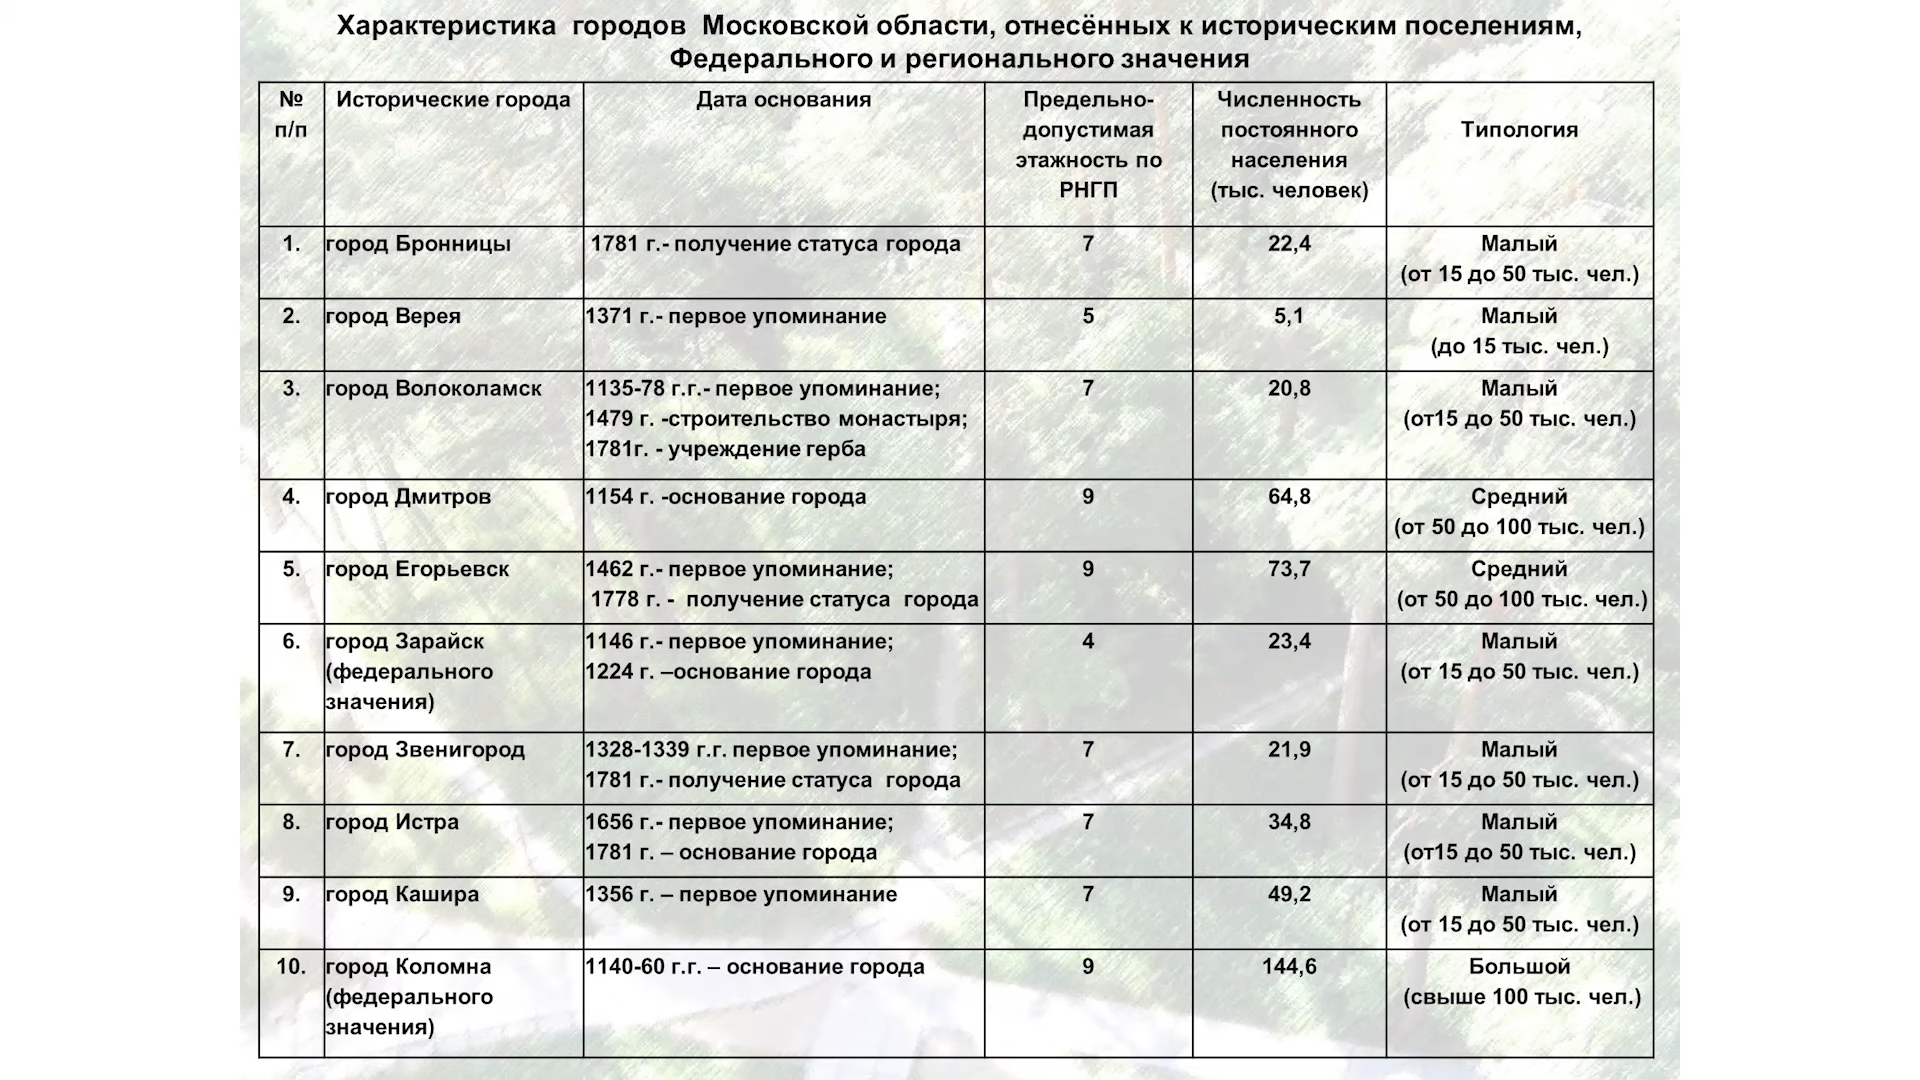 Характеристика городов Московской области, отнесённых к историческим поселениям,
Федерального и регионального значения
№ п/п
Исторические города
Дата основания
Предельно-
допустимая
этажность по
РНГП
Численность
постоянного
населения
(тыс. человек)
Типология
1.
город Бронницы
1781 г.- получение статуса города
7
22,4
Малый
(от 15 до 50 тыс. чел.)
2.
город Верея
1371 г.- первое упоминание
5
5,1
Малый
(до 15 тыс. чел.)
3.
город Волоколамск
1135-78 г.г.- первое упоминание;
1479 г. -строительство монастыря;
1781г. - учреждение герба
7
20,8
Малый
(от15 до 50 тыс. чел.)
4.
город Дмитров
1154 г. -основание города
9
64,8
Средний
(от 50 до 100 тыс. чел.)
5.
город Егорьевск
1462 г.- первое упоминание;
1778 г. - получение статуса города
9
73,7
Средний
(от 50 до 100 тыс. чел.)
6.
город Зарайск
(федерального
значения)
1146 г.- первое упоминание;
1224 г. –основание города
4
23,4
Малый
(от 15 до 50 тыс. чел.)
7.
город Звенигород
1328-1339 г.г. первое упоминание;
1781 г.- получение статуса города
7
21,9
Малый
(от 15 до 50 тыс. чел.)
8.
город Истра
1656 г.- первое упоминание;
1781 г. – основание города
7
34,8
Малый
(от15 до 50 тыс. чел.)
9.
город Кашира
1356 г. – первое упоминание
7
49,2
Малый
(от 15 до 50 тыс. чел.)
10.
город Коломна
(федерального
значения)
1140-60 г.г. – основание города
9
144,6
Большой
(свыше 100 тыс. чел.)